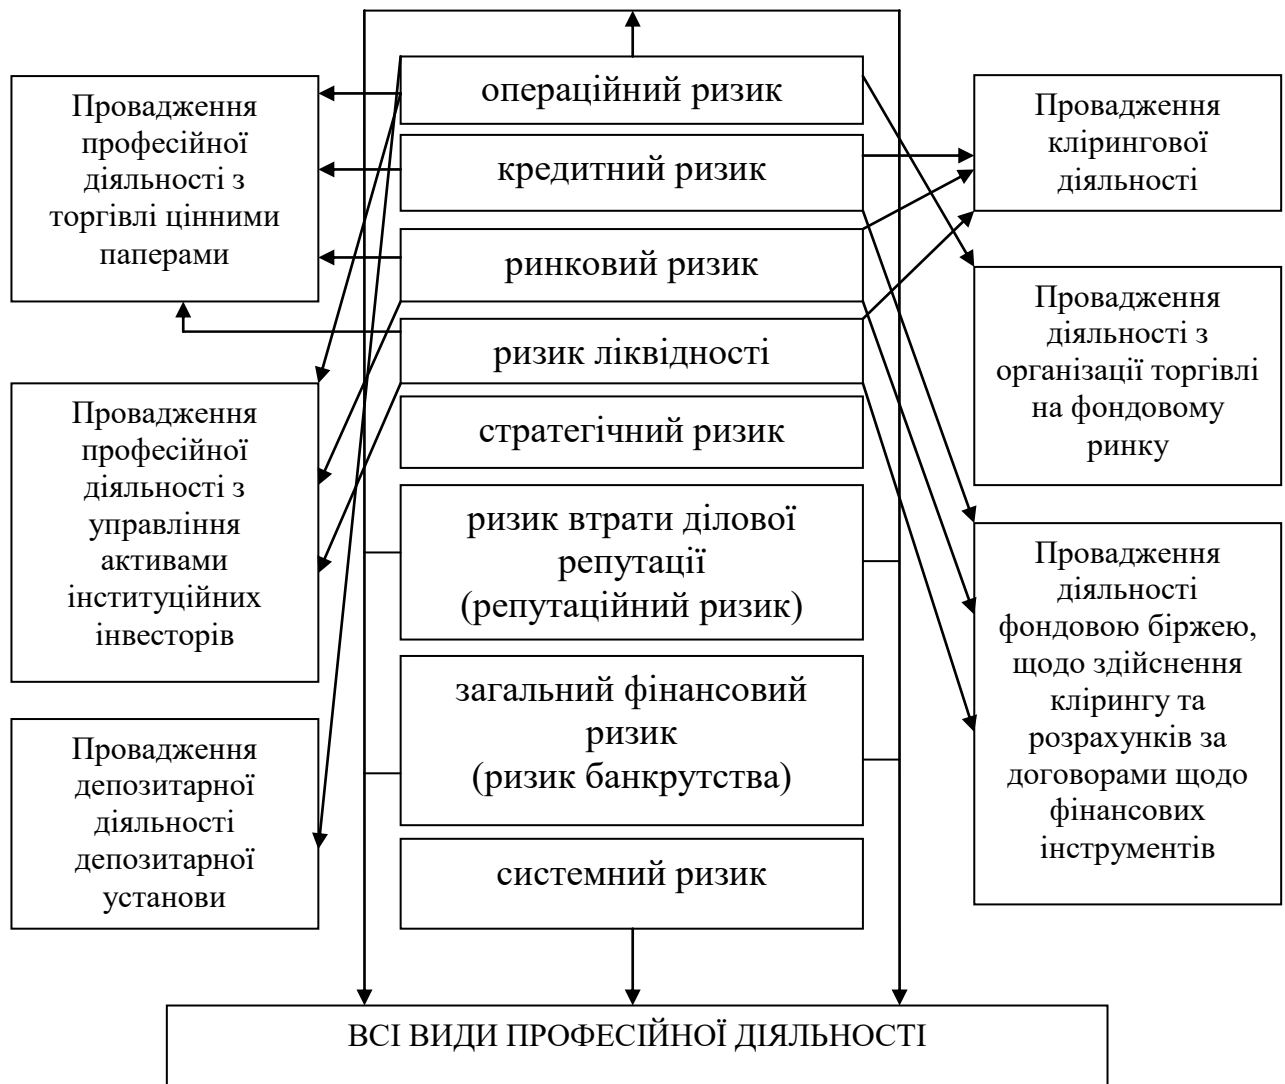 Провадження
професійної
діяльності з
торгівлі цінними
паперами
Провадження
професійної
діяльності з
управління
активами
інституційних
інвесторів
Провадження
депозитарної
діяльності
депозитарної
установи
операційний ризик
кредитний ризик
ринковий ризик
ризик ліквідності
стратегічний ризик
ризик втрати ділової
репутації
(репутаційний ризик)
загальний фінансовий
ризик
(ризик банкрутства)
системний ризик
Провадження
клірингової
діяльності
Провадження
діяльності з
організації торгівлі
на фондовому
ринку
Провадження
діяльності
фондовою біржею,
щодо здійснення
клірингу та
розрахунків за
договорами щодо
фінансових
інструментів
ВСІ ВИДИ ПРОФЕСІЙНОЇ ДІЯЛЬНОСТІ